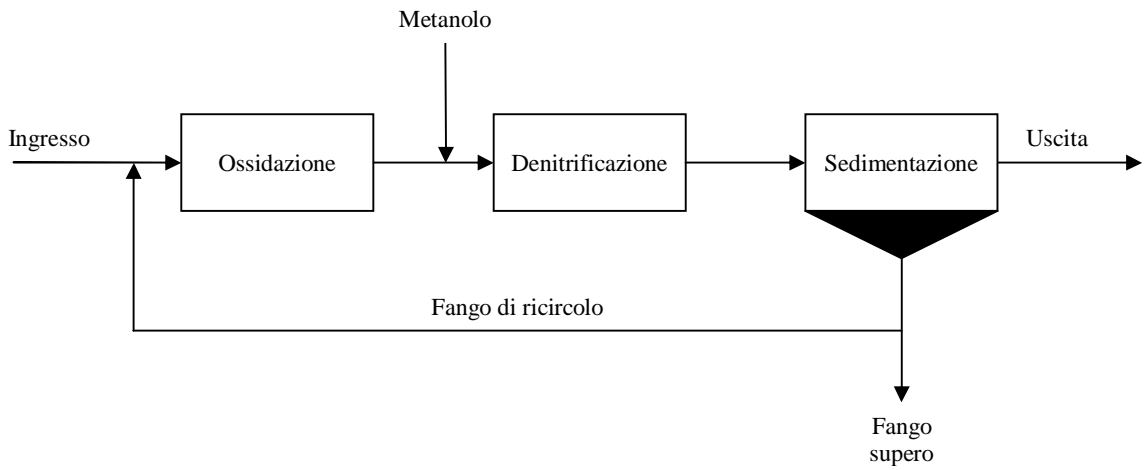 Metanolo
Ingresso
Ossidazione
Denitrificazione
Sedimentazione
Uscita
Fango di ricircolo
Fango
supero